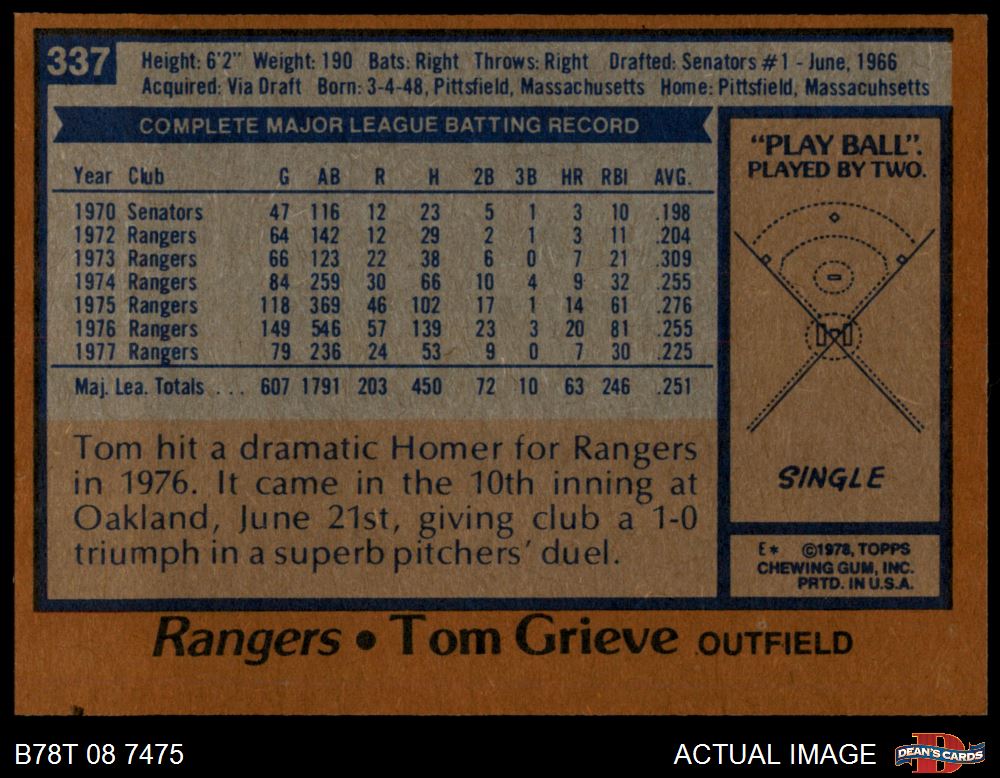 337
Height: 6'2" Weight: 190 Bats: Right Throws: Right Drafted: Senators #1 - June, 1966
Acquired: Via Draft Born: 3-4-48, Pittsfield, Massachusetts Home: Pittsfield, Massacuhsetts
COMPLETE MAJOR LEAGUE BATTING RECORD
Year Club G AB R H 2B 3B HR RBI AVG.
1970 Senators 47 116 12 23 5 1 3 10 .198
1972 Rangers 64 142 12 29 2 1 3 11 .204
1973 Rangers 66 123 22 38 6 0 7 21 .309
1974 Rangers 84 259 30 66 10 4 9 32 .255
1975 Rangers 118 369 46 102 17 1 14 61 .276
1976 Rangers 149 546 57 139 23 3 20 81 .255
1977 Rangers 79 236 24 53 9 0 7 30 .225
Maj. Lea. Totals . . . 607 1791 203 450 72 10 63 246 .251
Tom hit a dramatic Homer for Rangers
in 1976. It came in the 10th inning at
Oakland, June 21st, giving club a 1-0
triumph in a superb pitchers' duel.
"PLAY BALL".
PLAYED BY TWO.
SINGLE
E* ©1978, TOPPS
CHEWING GUM, INC.
PRTD. IN U.S.A.
Rangers • Tom Grieve OUTFIELD
B78T 08 7475
ACTUAL IMAGE
DEAN'S CARDS